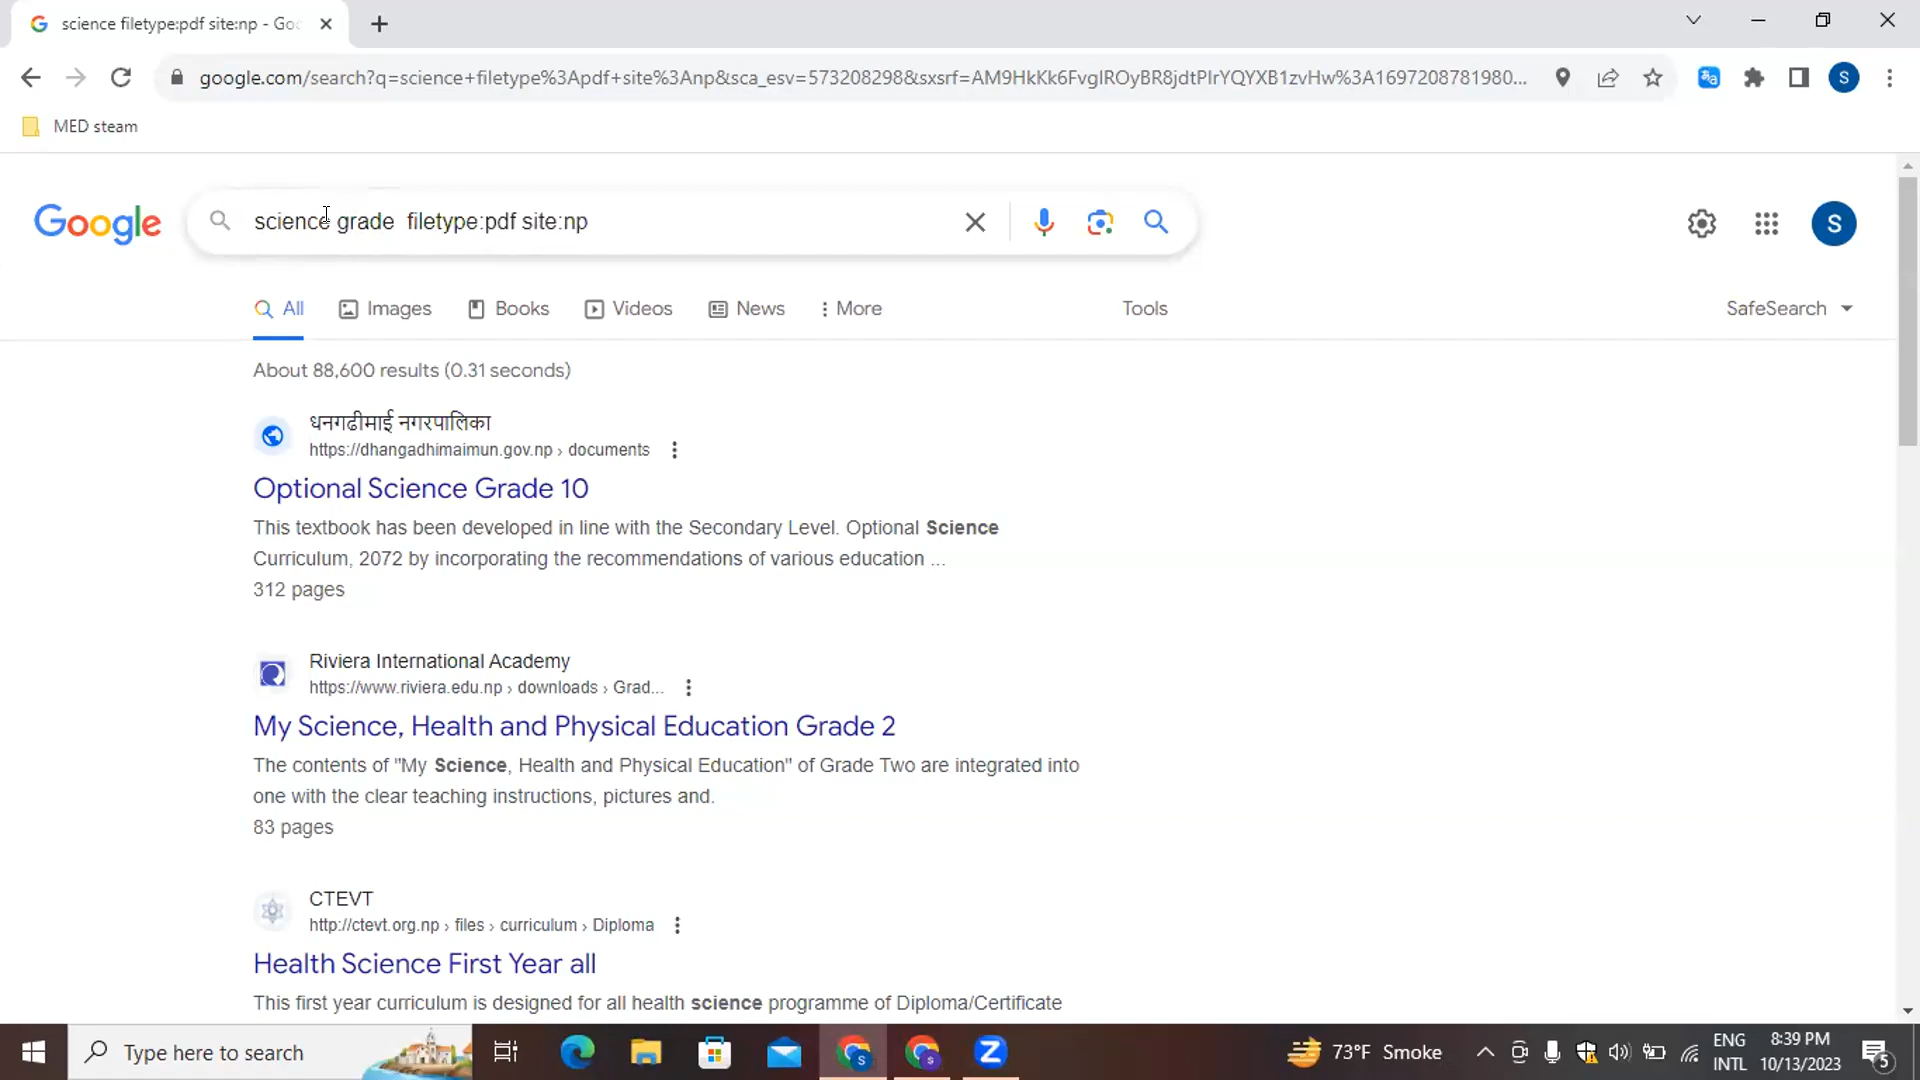 science filetype:pdf site:np - Goo
google.com/search?q=science+filetype%3Apdf+site%3Anp&sca_esv=573208298&sxsrf=AM9HkKk6FvglROyBR8jdtPlrYQYXB1zvHw%3A1697208781980...
S
MED steam
Google
science grade filetype:pdf site:np
S
All
Images
Books
Videos
News
More
Tools
SafeSearch
About 88,600 results (0.31 seconds)
धनगढीमाई नगरपालिका
https://dhangadhimaimun.gov.np › documents
Optional Science Grade 10
This textbook has been developed in line with the Secondary Level. Optional Science
Curriculum, 2072 by incorporating the recommendations of various education ...
312 pages
Riviera International Academy
https://www.riviera.edu.np › downloads › Grad...
My Science, Health and Physical Education Grade 2
The contents of "My Science, Health and Physical Education" of Grade Two are integrated into
one with the clear teaching instructions, pictures and.
83 pages
CTEVT
http://ctevt.org.np › files › curriculum › Diploma
Health Science First Year all
This first year curriculum is designed for all health science programme of Diploma/Certificate
Type here to search
73°F Smoke
ENG
INTL
8:39 PM
10/13/2023
5